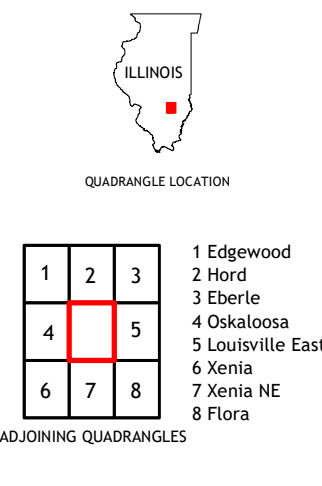 ILLINOIS
QUADRANGLE LOCATION
1 2 3
4 5
6 7 8
1 Edgewood
2 Hord
3 Eberle
4 Oskaloosa
5 Louisville East
6 Xenia
7 Xenia NE
8 Flora
ADJOINING QUADRANGLES